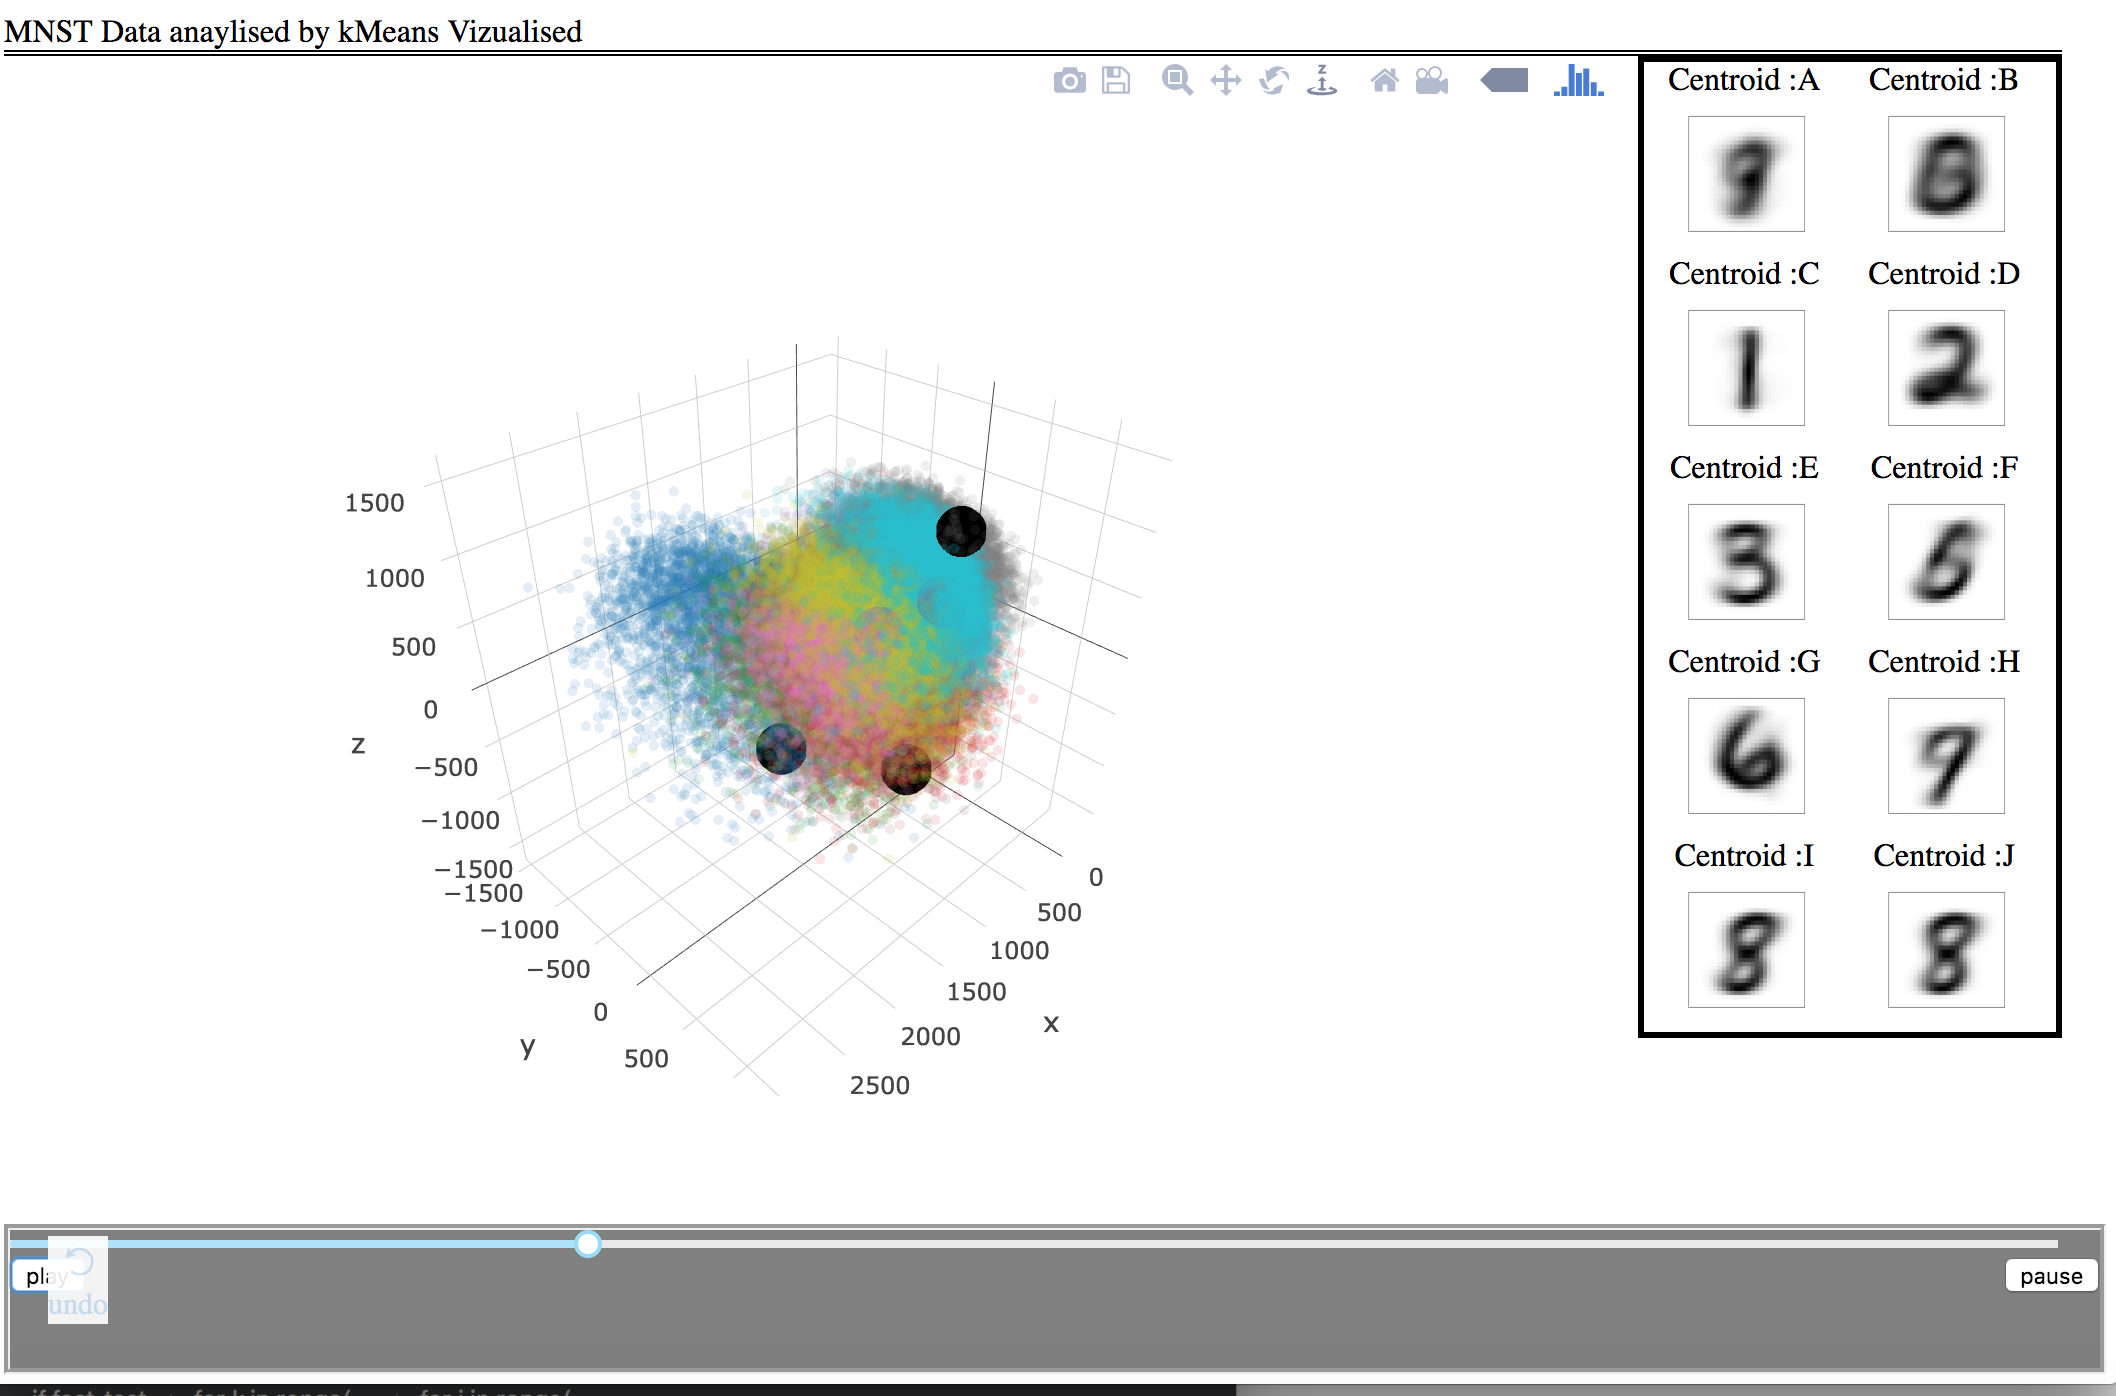 MNST Data anaylised by kMeans Vizualised
z
Centroid :A Centroid :B
Centroid :C Centroid :D
Centroid :E Centroid :F
Centroid :G Centroid :H
Centroid :I Centroid :J
1500
1000
500
0
−500
−1000
−1500
z
−1500
−1000
−500
0
500
y
0
500
1000
1500
2000
2500
x
play
undo
pause